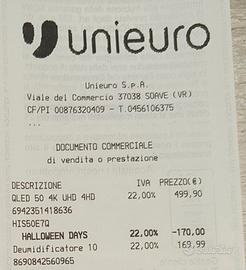 unieuro
Unieuro S.p.A.
Viale del Commercio 37038 SOAVE (VR)
CF/PI 00876320409 - T.0456106375
...
DOCUMENTO COMMERCIALE
di vendita o prestazione
DESCRIZIONE IVA PREZZO(€)
QLED 50 4K UHD 4HD 22,00% 499,90
6942351418636
HIS50E7Q
HALLOWEEN DAYS 22,00% -170,00
Deumidificatore 10 22,00% 169,99
8690842560965